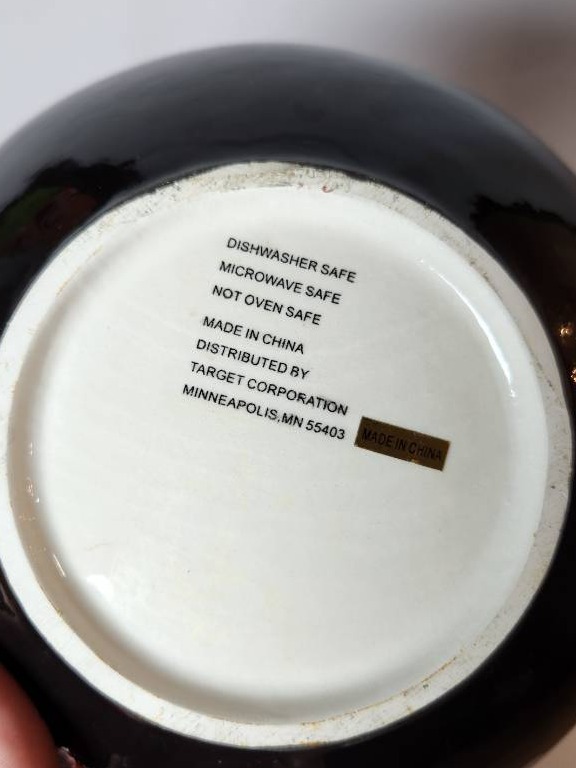 DISHWASHER SAFE
MICROWAVE SAFE
NOT OVEN SAFE
MADE IN CHINA
DISTRIBUTED BY
TARGET CORPORATION
MINNEAPOLIS,MN 55403
MADE IN CHINA